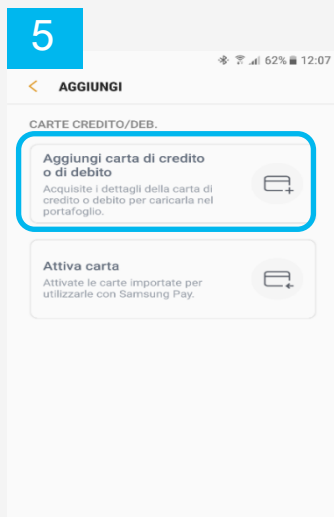 5
62% 12:07
< AGGIUNGI
CARTE CREDITO/DEB.
Aggiungi carta di credito
o di debito
Acquisite i dettagli della carta di
credito o debito per caricarla nel
portafoglio.
Attiva carta
Attivate le carte importate per
utilizzarle con Samsung Pay.